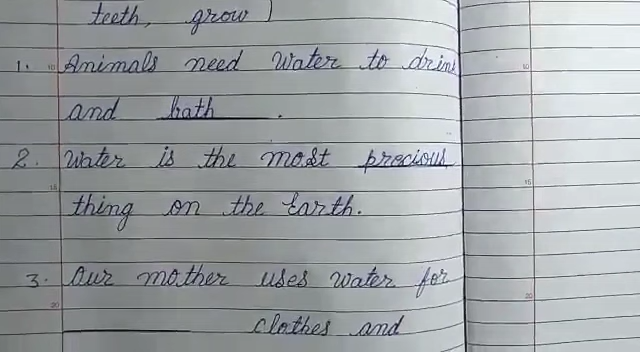 teeth, grow)
1. Animals need Water to drink
and bath.
2. Water is the most precious
thing on the Earth.
3. Our mother uses water for
__________ clothes and